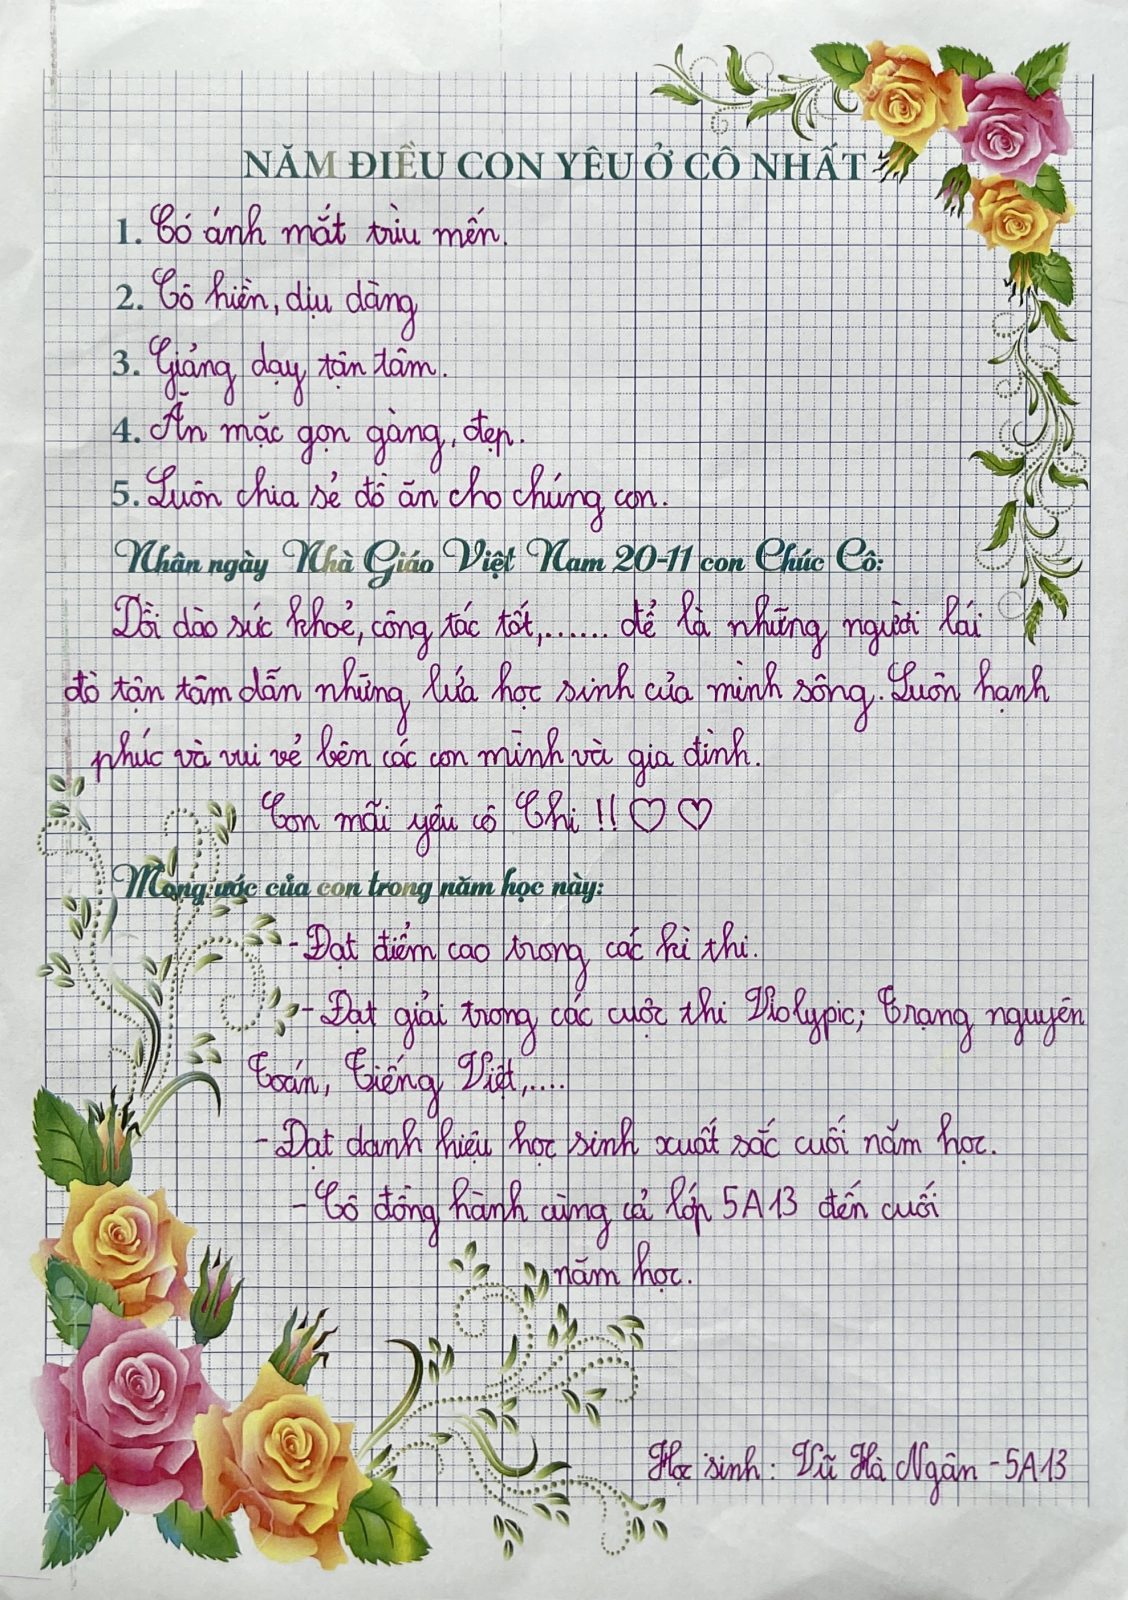 NĂM ĐIỀU CON YÊU Ở CÔ NHẤT
1. Có ánh mắt trìu mến.
2. Cô hiền, dịu dàng
3. Giảng dạy tận tâm.
4. Ăn mặc gọn gàng, đẹp.
5. Luôn chia sẻ đồ ăn cho chúng con.
Nhân ngày Nhà Giáo Việt Nam 20-11 con Chúc Cô:
Dồi dào sức khoẻ, công tác tốt,...... để là những người lái
đò tận tâm dẫn những lứa học sinh của mình sông. Luôn hạnh
phúc và vui vẻ bên các con mình và gia đình.
Con mãi yêu cô Chi !! ♡ ♡
Mong ước của con trong năm học này:
- Đạt điểm cao trong các kì thi.
- Đạt giải trong các cuộc thi Violypic; Trạng nguyên
Toán, Tiếng Việt,....
- Đạt danh hiệu học sinh xuất sắc cuối năm học.
- Cô đồng hành cùng cả lớp 5A13 đến cuối
năm học.
Học sinh : Vũ Hà Ngân - 5A13